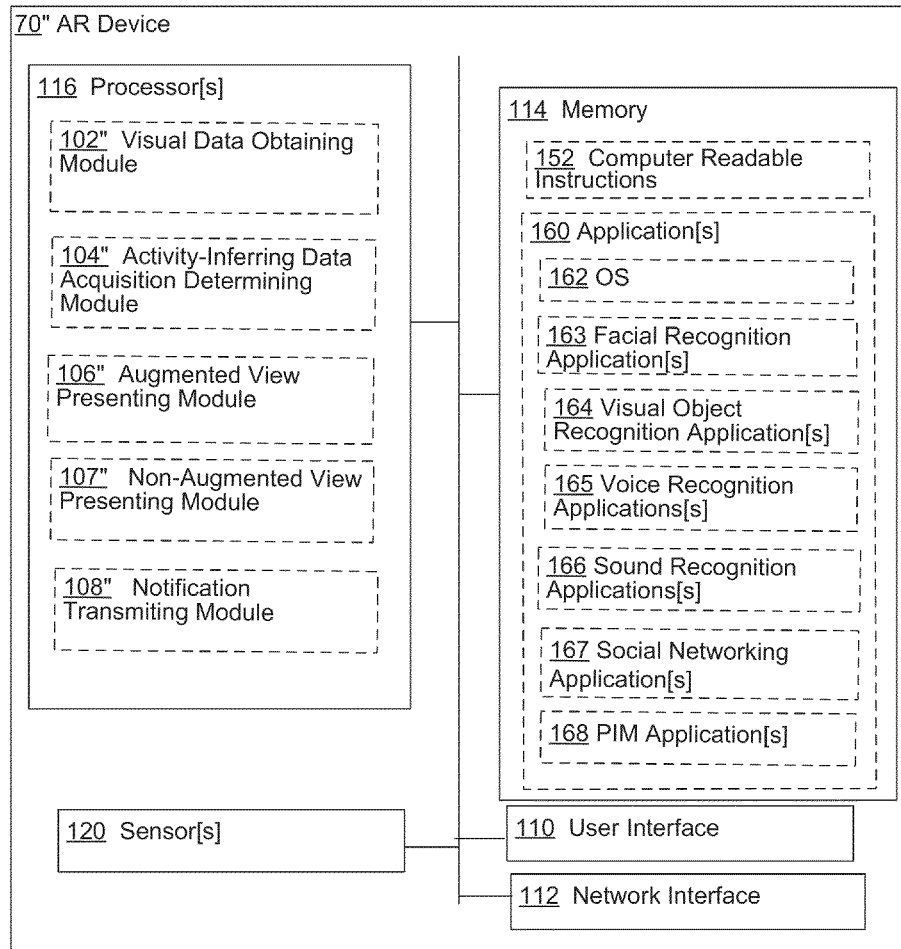 70" AR Device
116 Processor[s]
102" Visual Data Obtaining
Module
104" Activity-Inferring Data
Acquisition Determining
Module
106" Augmented View
Presenting Module
107" Non-Augmented View
Presenting Module
108" Notification
Transmiting Module
120 Sensor[s]
114 Memory
152 Computer Readable
Instructions
160 Application[s]
162 OS
163 Facial Recognition
Application[s]
164 Visual Object
Recognition Application[s]
165 Voice Recognition
Applications[s]
166 Sound Recognition
Applications[s]
167 Social Networking
Application[s]
168 PIM Application[s]
110 User Interface
112 Network Interface